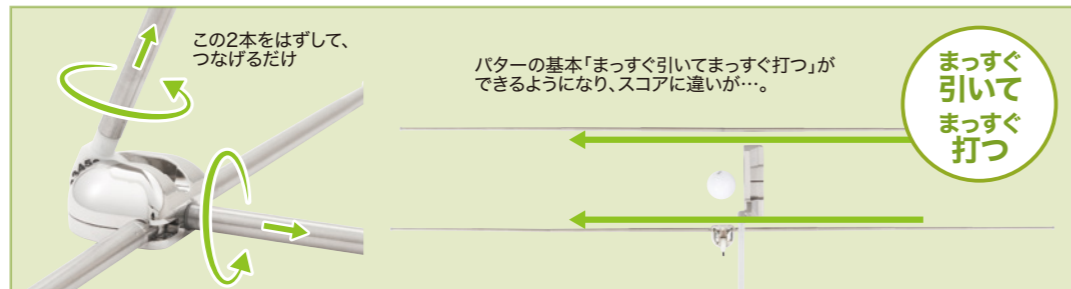 この2本をはずして、
つなげるだけ
パターの基本「まっすぐ引いてまっすぐ打つ」が
できるようになり、スコアに違いが…。
まっすぐ
引いて
まっすぐ
打つ